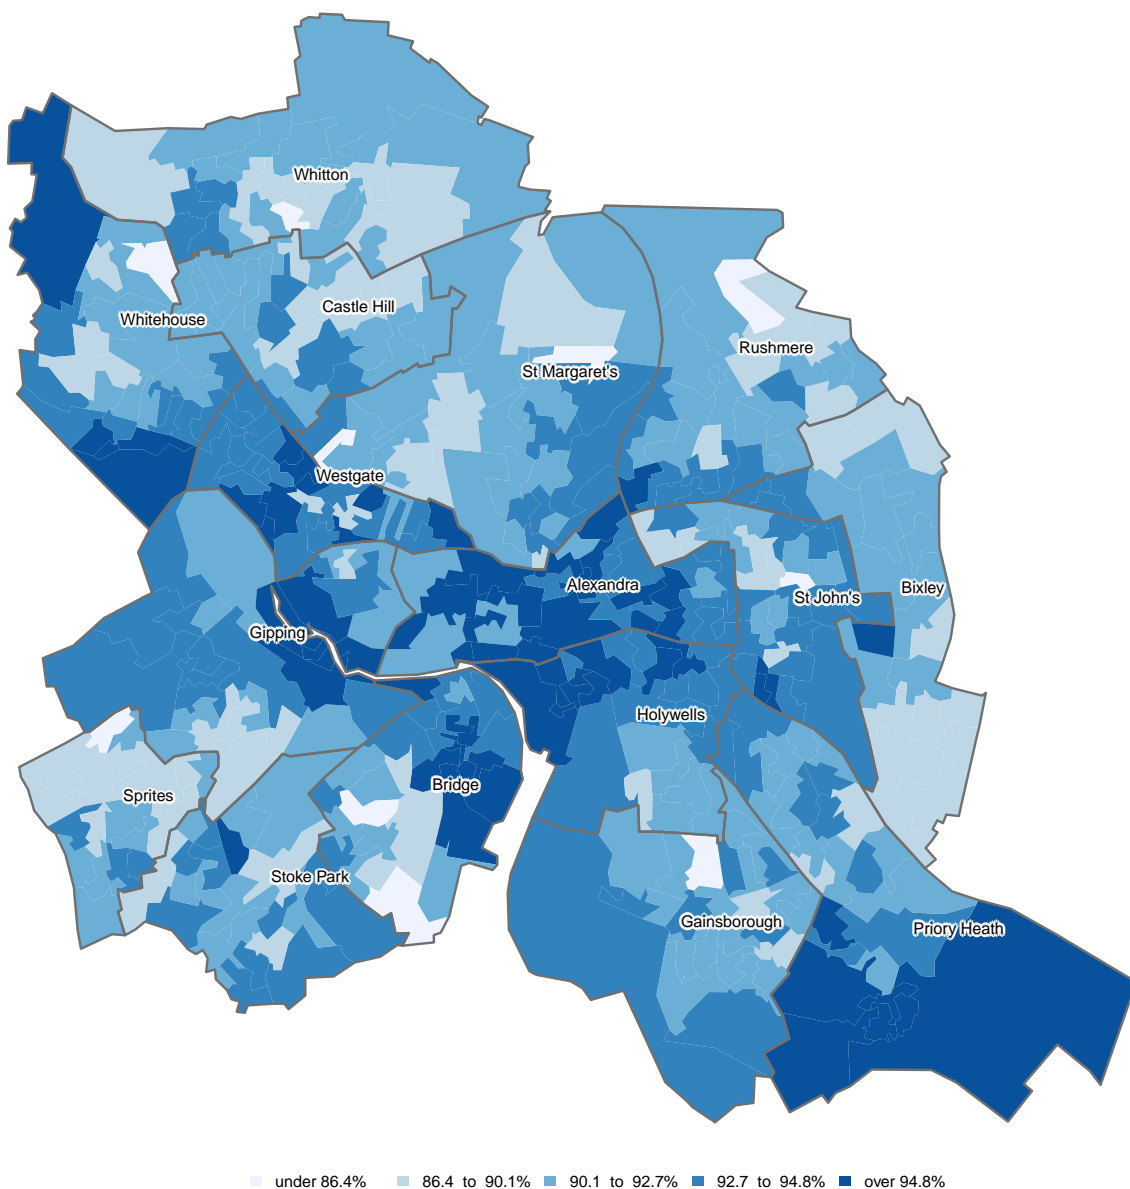 Whitton
Castle Hill
Whitehouse
Rushmere
St Margaret's
Westgate
Alexandra
Bixley
St John's
Gipping
Holywells
Bridge
Sprites
Stoke Park
Gainsborough
Priory Heath
under 86.4% 86.4 to 90.1% 90.1 to 92.7% 92.7 to 94.8% over 94.8%